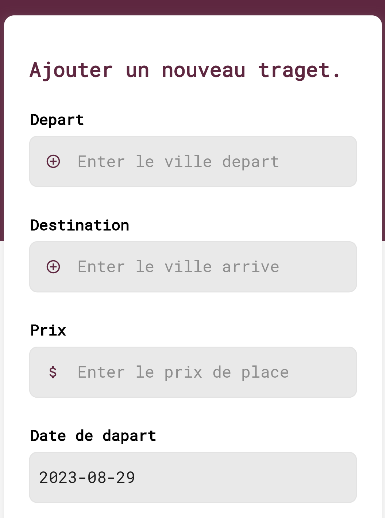 Ajouter un nouveau traget.
Depart
Enter le ville depart
Destination
Enter le ville arrive
Prix
$ Enter le prix de place
Date de dapart
2023-08-29